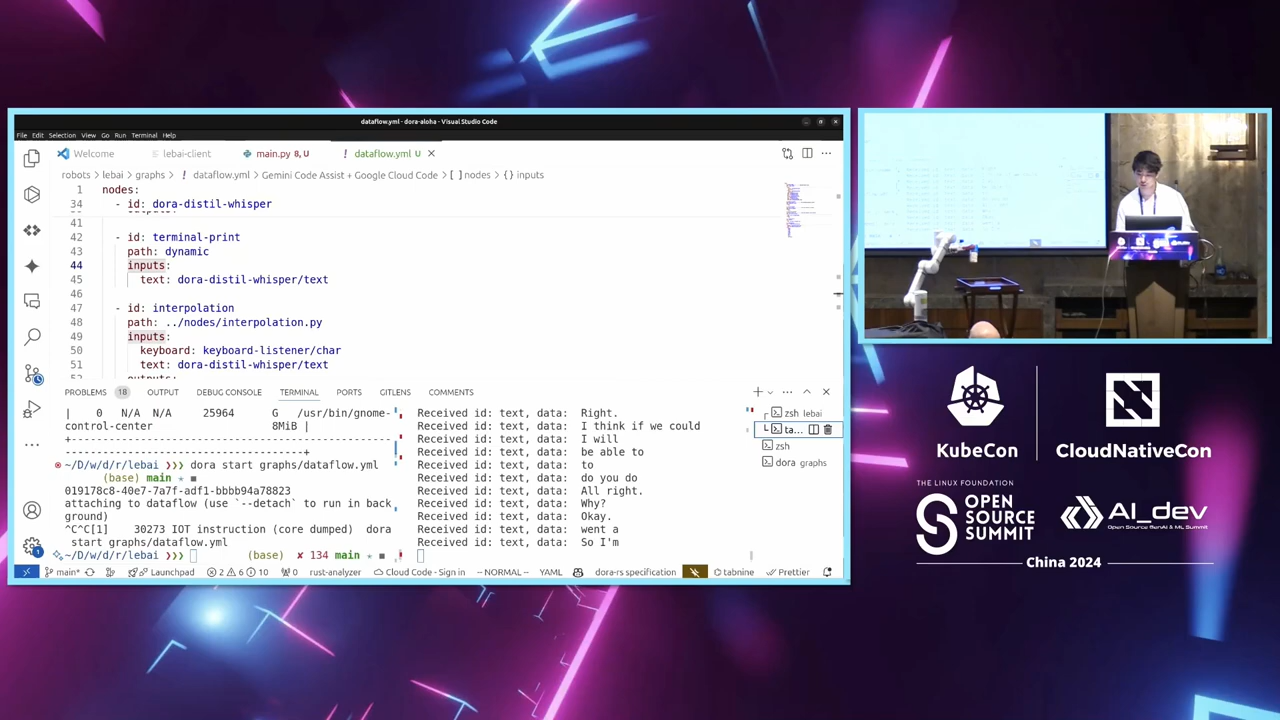 dataflow.yml - dora-aloha - Visual Studio Code
File Edit Selection View Go Run Terminal Help
Welcome
lebai-client
main.py 8, U
dataflow.yml U
robots > lebai > graphs > ! dataflow.yml > Gemini Code Assist + Google Cloud Code > [ ] nodes > {} inputs
1 nodes:
34 - id: dora-distil-whisper
41
42 - id: terminal-print
43 path: dynamic
44 inputs:
45 text: dora-distil-whisper/text
46
47 - id: interpolation
48 path: ../nodes/interpolation.py
49 inputs:
50 keyboard: keyboard-listener/char
51 text: dora-distil-whisper/text
PROBLEMS 18 OUTPUT DEBUG CONSOLE TERMINAL PORTS GITLENS COMMENTS
| 0 N/A N/A 25964 G /usr/bin/gnome-
control-center 8MiB |
+-----------------------------------------
-----------------------------------------+
~/D/w/d/r/lebai ❯❯❯ dora start graphs/dataflow.yml
(base) main ✶ ■
019178c8-40e7-7a7f-adf1-bbbb94a78823
attaching to dataflow (use `--detach` to run in back
ground)
^C^C[1] 30273 IOT instruction (core dumped) dora
start graphs/dataflow.yml
~/D/w/d/r/lebai ❯❯❯ (base) ✘ 134 main ✶ ■
Received id: text, data: Right.
Received id: text, data: I think if we could
Received id: text, data: I will
Received id: text, data: be able to
Received id: text, data: to
Received id: text, data: do you do
Received id: text, data: All right.
Received id: text, data: Why?
Received id: text, data: Okay.
Received id: text, data: went a
Received id: text, data: So I'm
zsh lebai
ta...
zsh
dora graphs
main* Launchpad 2 6 10 0 rust-analyzer Cloud Code - Sign in -- NORMAL -- YAML dora-rs specification tabnine Prettier
KubeCon
CloudNativeCon
THE LINUX FOUNDATION
OPEN
SOURCE
SUMMIT
AI_dev
Open Source GenAI & ML Summit
China 2024